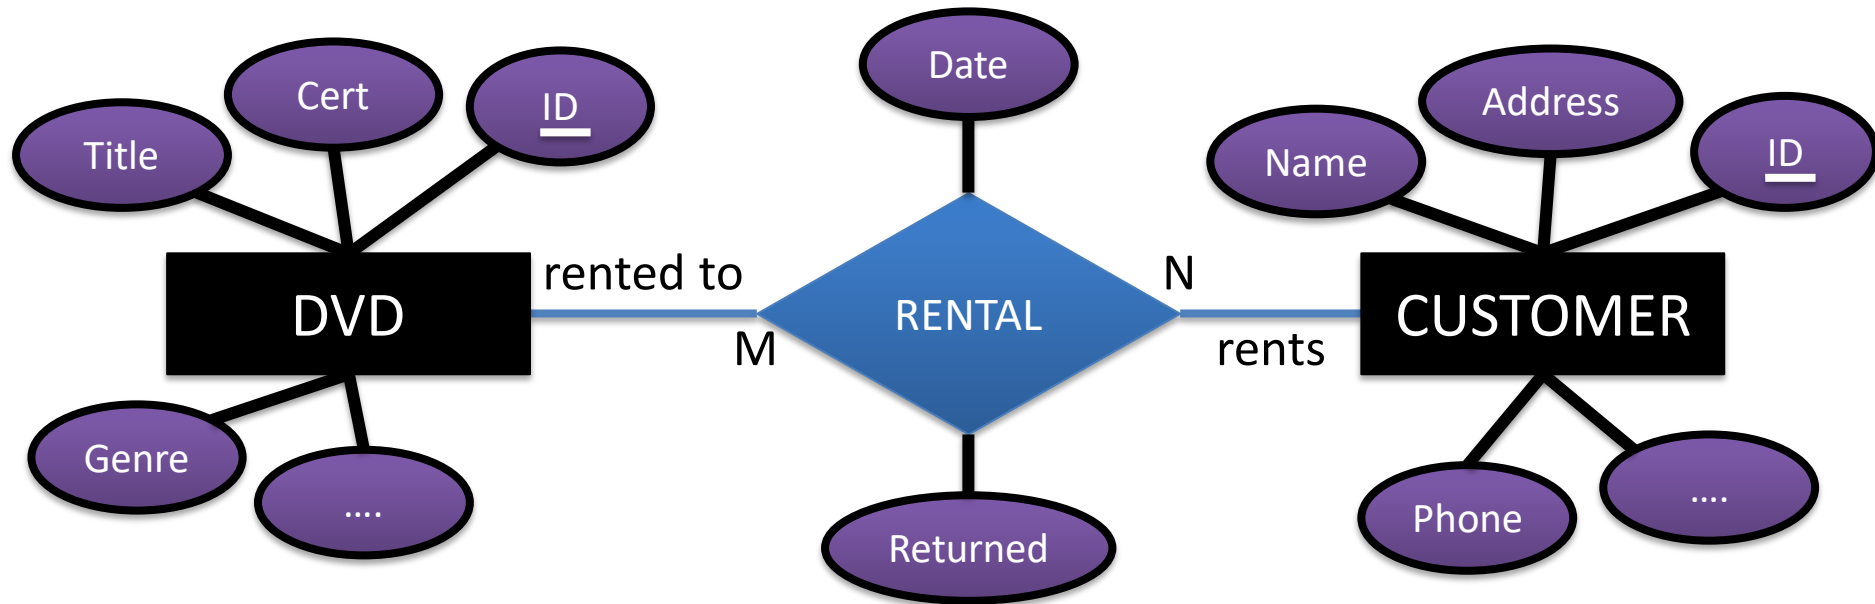 Title
Cert
ID
Date
Name
Address
ID
DVD
rented to
M
RENTAL
N
rents
CUSTOMER
Genre
....
Returned
Phone
....